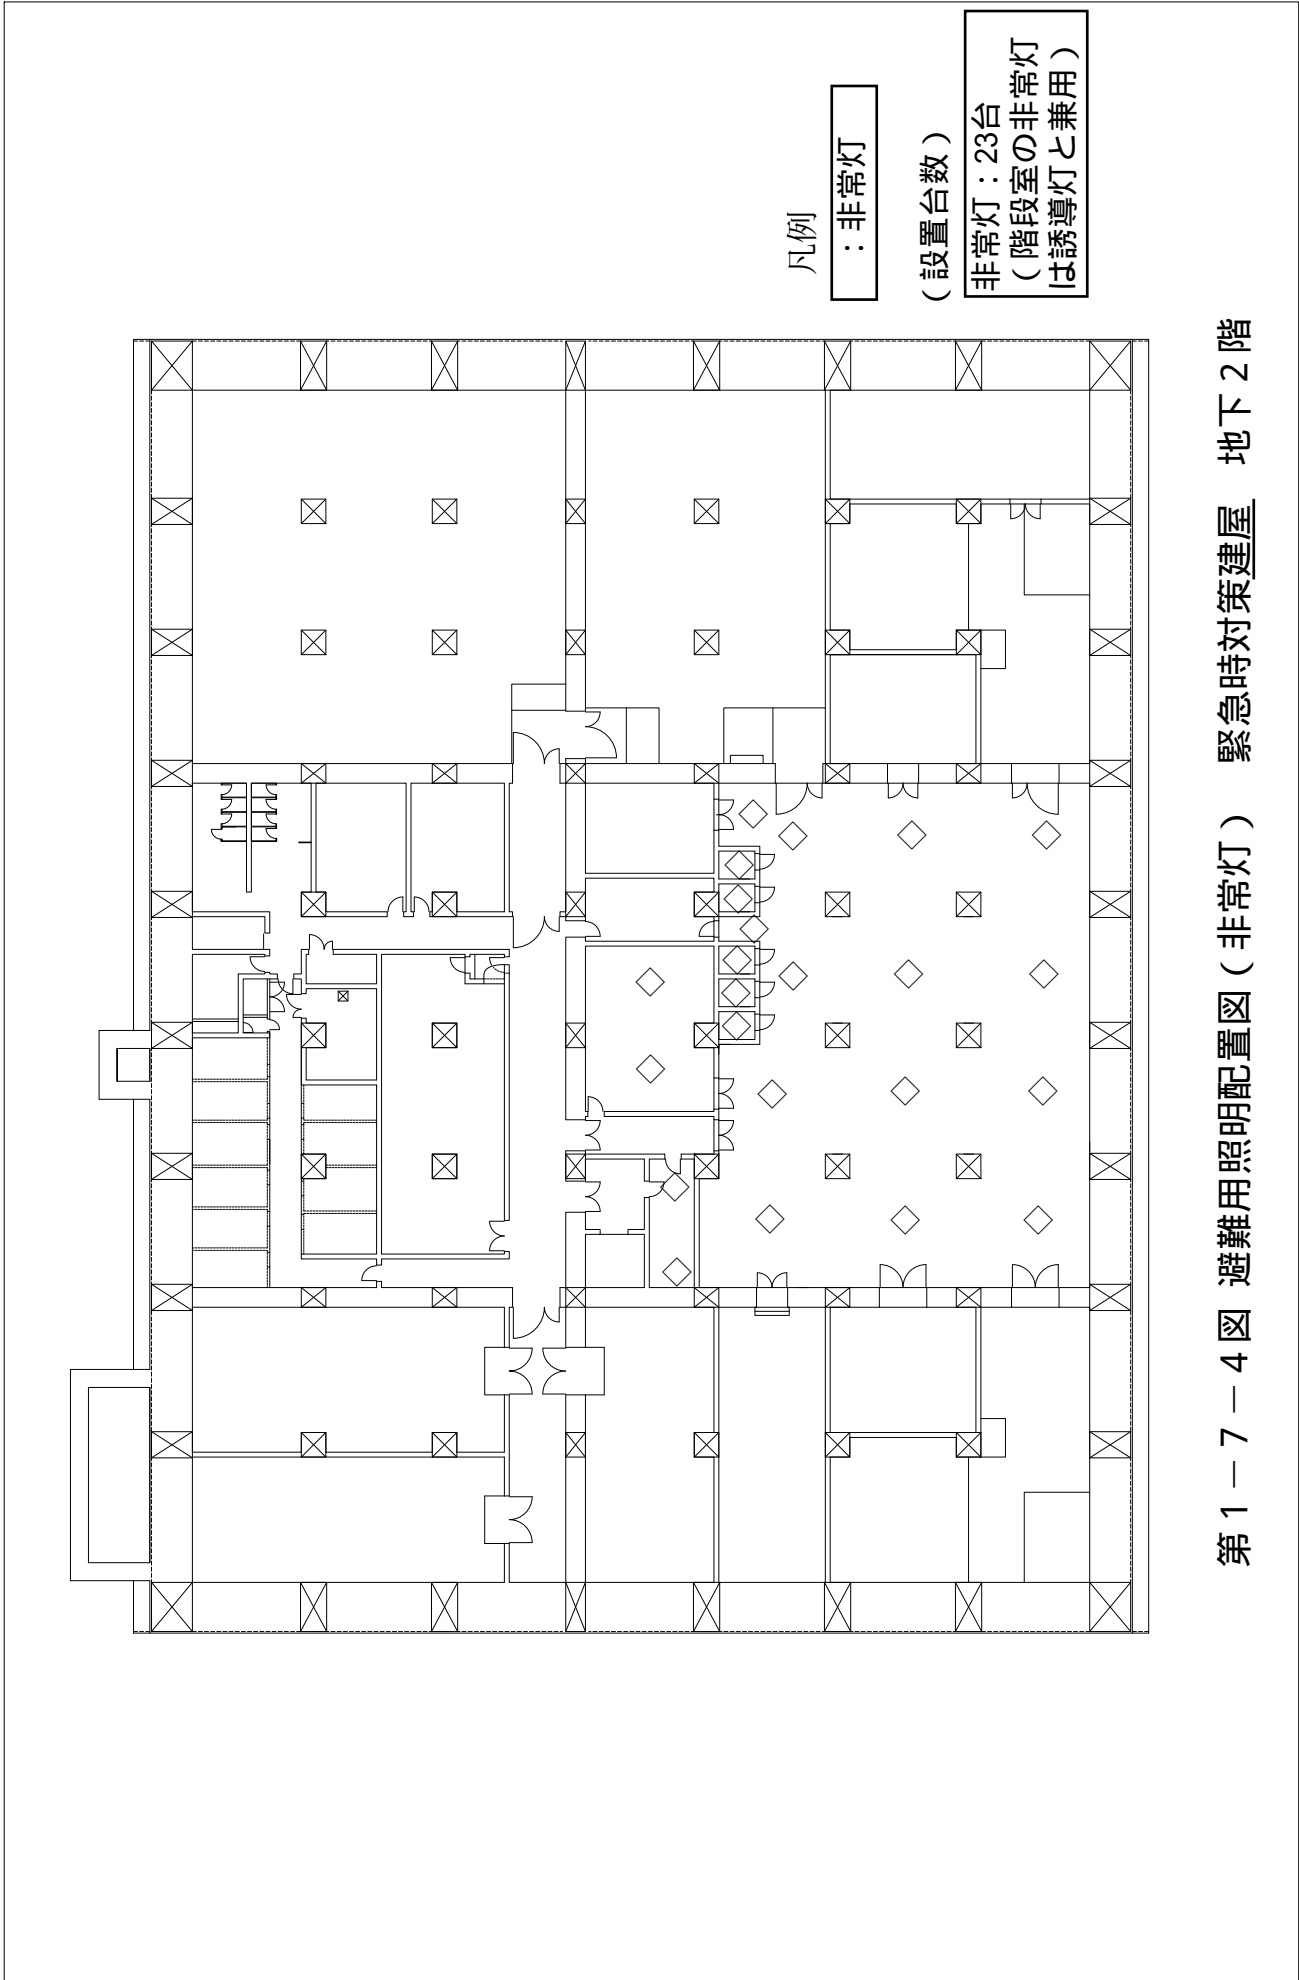 凡例
：非常灯
（設置台数）
非常灯：23台
（階段室の非常灯
は誘導灯と兼用）
第１－７－４図 避難用照明配置図（非常灯）　緊急時対策建屋　地下２階